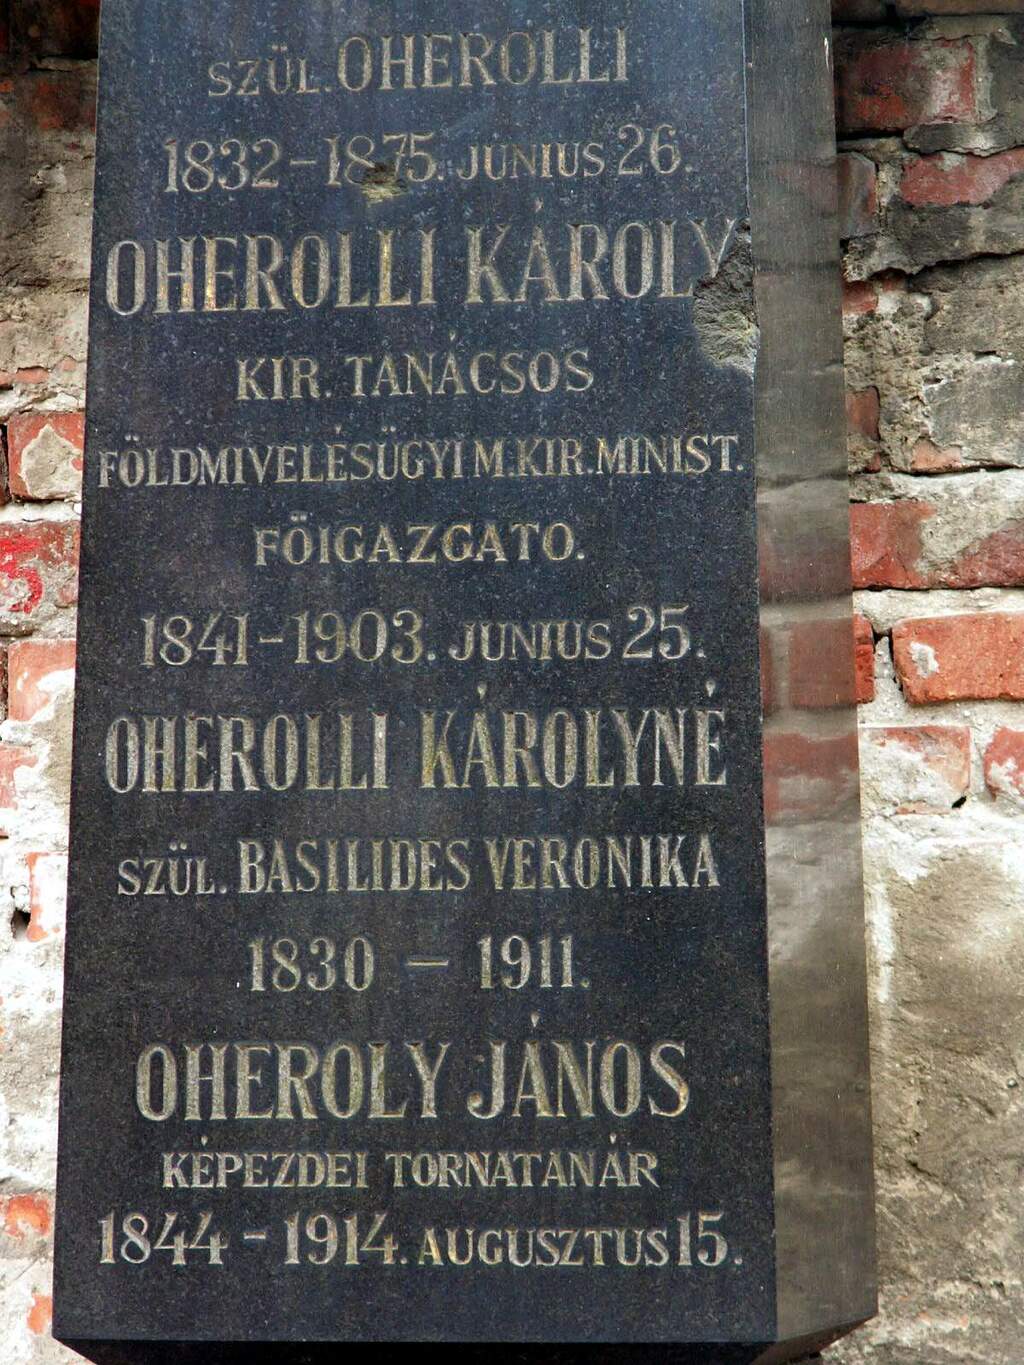 SZÜL. OHEROLLI
1832-1875. JUNIUS 26.
OHEROLLI KÁROLY
KIR. TANÁCSOS
FÖLDMIVELÉSÜGYI M. KIR. MINIST.
FÖIGAZGATO.
1841-1903. JUNIUS 25.
OHEROLLI KÁROLYNÉ
SZÜL. BASILIDES VERONIKA
1830 – 1911.
OHEROLY JÁNOS
KÉPEZDEI TORNATANÁR
1844 - 1914. AUGUSZTUS 15.